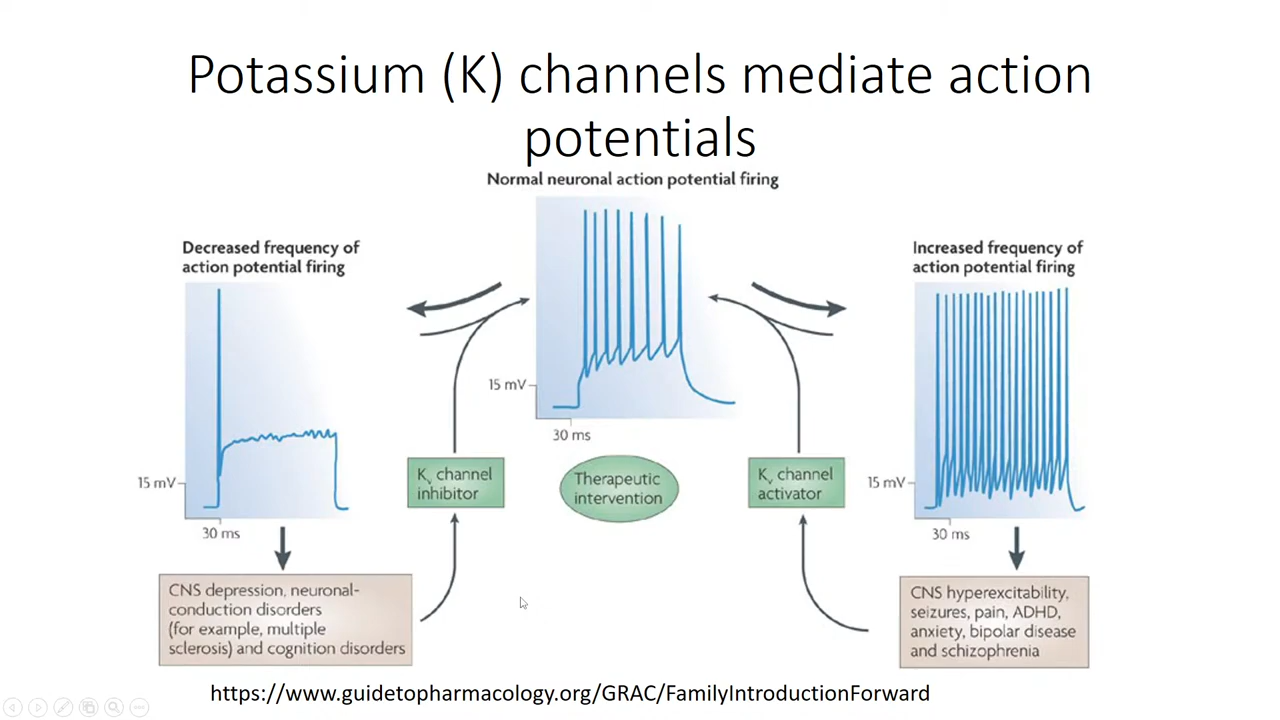 Potassium (K) channels mediate action
potentials
Normal neuronal action potential firing
Decreased frequency of
action potential firing
Increased frequency of
action potential firing
15 mV
30 ms
15 mV
30 ms
15 mV
30 ms
Kv channel
inhibitor
Therapeutic
intervention
Kv channel
activator
CNS depression, neuronal-
conduction disorders
(for example, multiple
sclerosis) and cognition disorders
CNS hyperexcitability,
seizures, pain, ADHD,
anxiety, bipolar disease
and schizophrenia
https://www.guidetopharmacology.org/GRAC/FamilyIntroductionForward